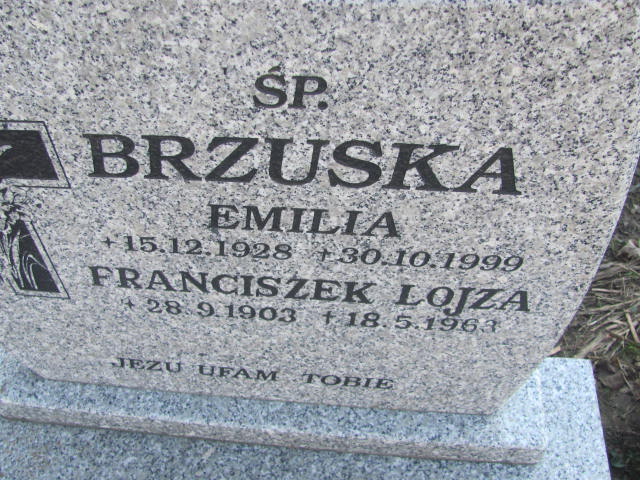 ŚP.
BRZUSKA
EMILIA
+15.12.1928 +30.10.1999
FRANCISZEK LOJZA
+28.9.1903 +18.5.1963
JEZU UFAM TOBIE